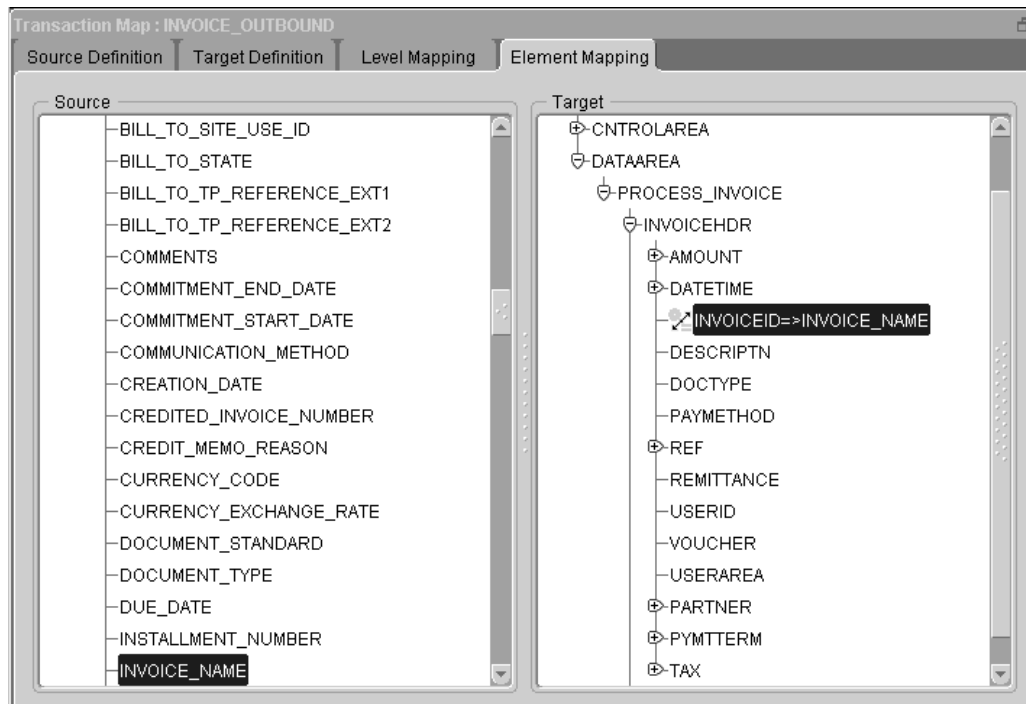 Transaction Map : INVOICE_OUTBOUND
Source Definition Target Definition Level Mapping Element Mapping
Source
BILL_TO_SITE_USE_ID
BILL_TO_STATE
BILL_TO_TP_REFERENCE_EXT1
BILL_TO_TP_REFERENCE_EXT2
COMMENTS
COMMITMENT_END_DATE
COMMITMENT_START_DATE
COMMUNICATION_METHOD
CREATION_DATE
CREDITED_INVOICE_NUMBER
CREDIT_MEMO_REASON
CURRENCY_CODE
CURRENCY_EXCHANGE_RATE
DOCUMENT_STANDARD
DOCUMENT_TYPE
DUE_DATE
INSTALLMENT_NUMBER
INVOICE_NAME
Target
CNTROLAREA
DATAAREA
PROCESS_INVOICE
INVOICEHDR
AMOUNT
DATETIME
INVOICEID=>INVOICE_NAME
DESCRIPTN
DOCTYPE
PAYMETHOD
REF
REMITTANCE
USERID
VOUCHER
USERAREA
PARTNER
PYMTTERM
TAX